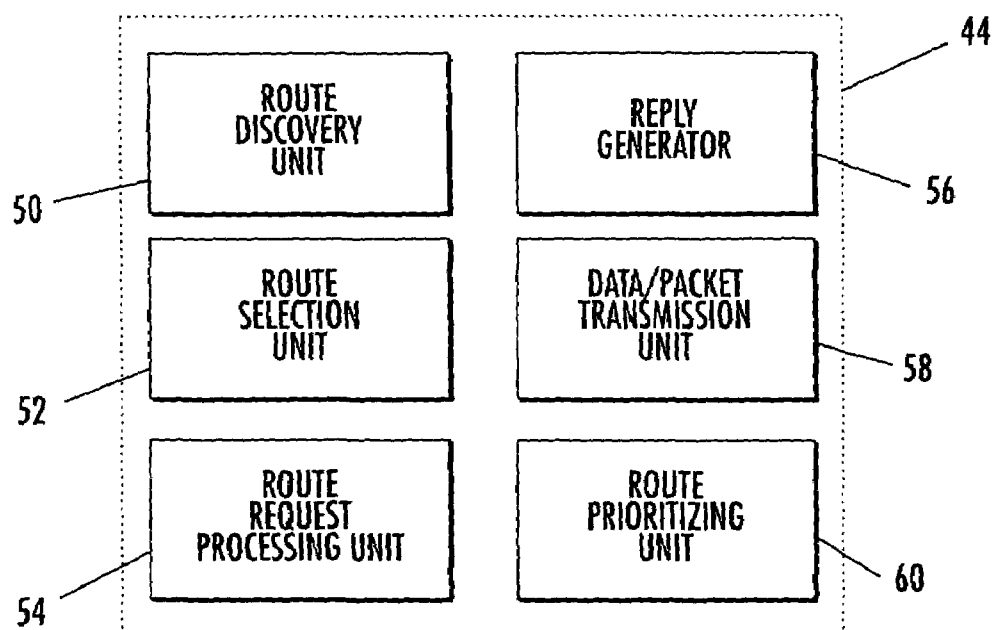 44
ROUTE
DISCOVERY
UNIT
50
REPLY
GENERATOR
56
ROUTE
SELECTION
UNIT
52
DATA/PACKET
TRANSMISSION
UNIT
58
ROUTE
REQUEST
PROCESSING UNIT
54
ROUTE
PRIORITIZING
UNIT
60